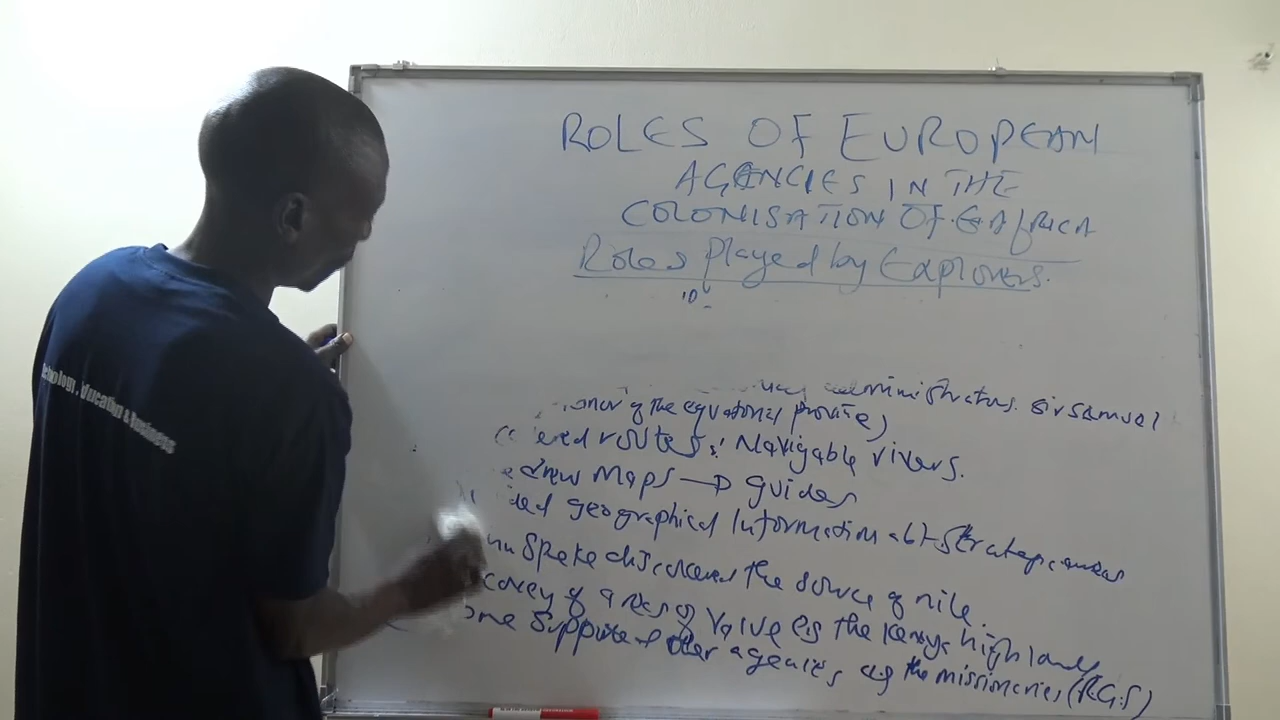 ROLES OF EUROPEAN
AGENCIES IN THE
COLONISATION OF E. AfRICA
Roles played by Explorers.
administrators. Sir Samuel
of the equatorial province)
routes: Navigable rivers.
drew maps → guides
geographical Information abt strategic areas
Speke discovered the source of nile.
of areas of value eg the Kenya highlands
Some Supported other agencies eg the missionaries (R.G.S)
Technology, Education & Business